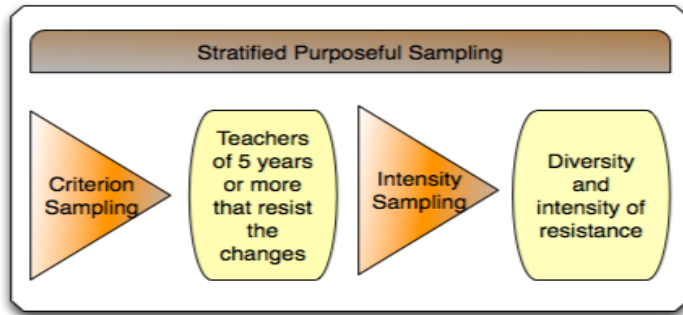 Stratified Purposeful Sampling
Criterion
Sampling
Teachers
of 5 years
or more
that resist
the
changes
Intensity
Sampling
Diversity
and
intensity of
resistance